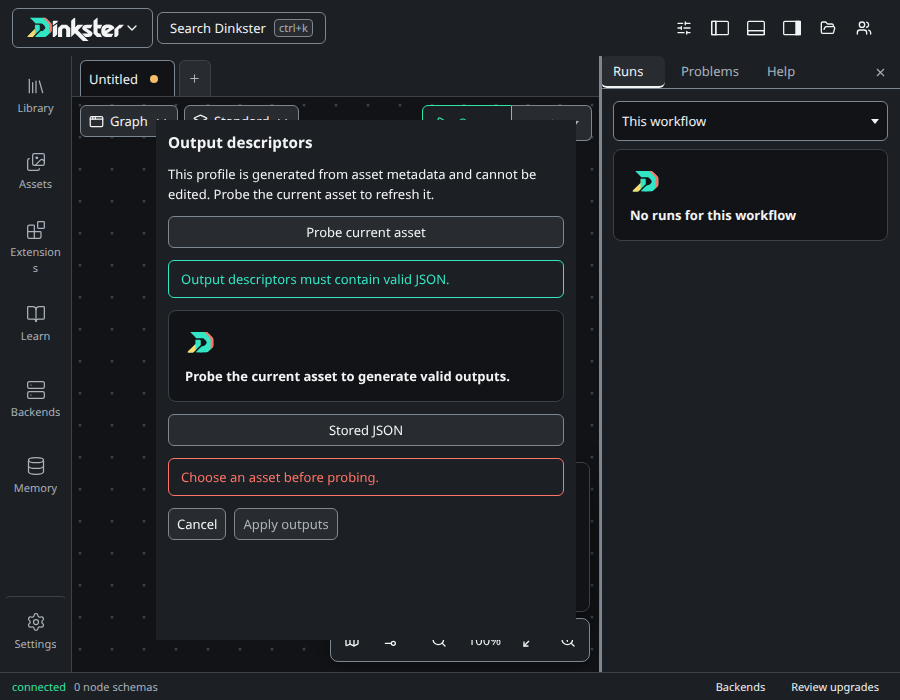 Dinkster
Search Dinkster ctrl+k
Library
Assets
Extension
s
Learn
Backends
Memory
Settings
Untitled
+
Graph
Standard
Output descriptors
This profile is generated from asset metadata and cannot be
edited. Probe the current asset to refresh it.
Probe current asset
Output descriptors must contain valid JSON.
Probe the current asset to generate valid outputs.
Stored JSON
Choose an asset before probing.
Cancel
Apply outputs
100%
Runs
Problems
Help
This workflow
No runs for this workflow
connected
0 node schemas
Backends
Review upgrades